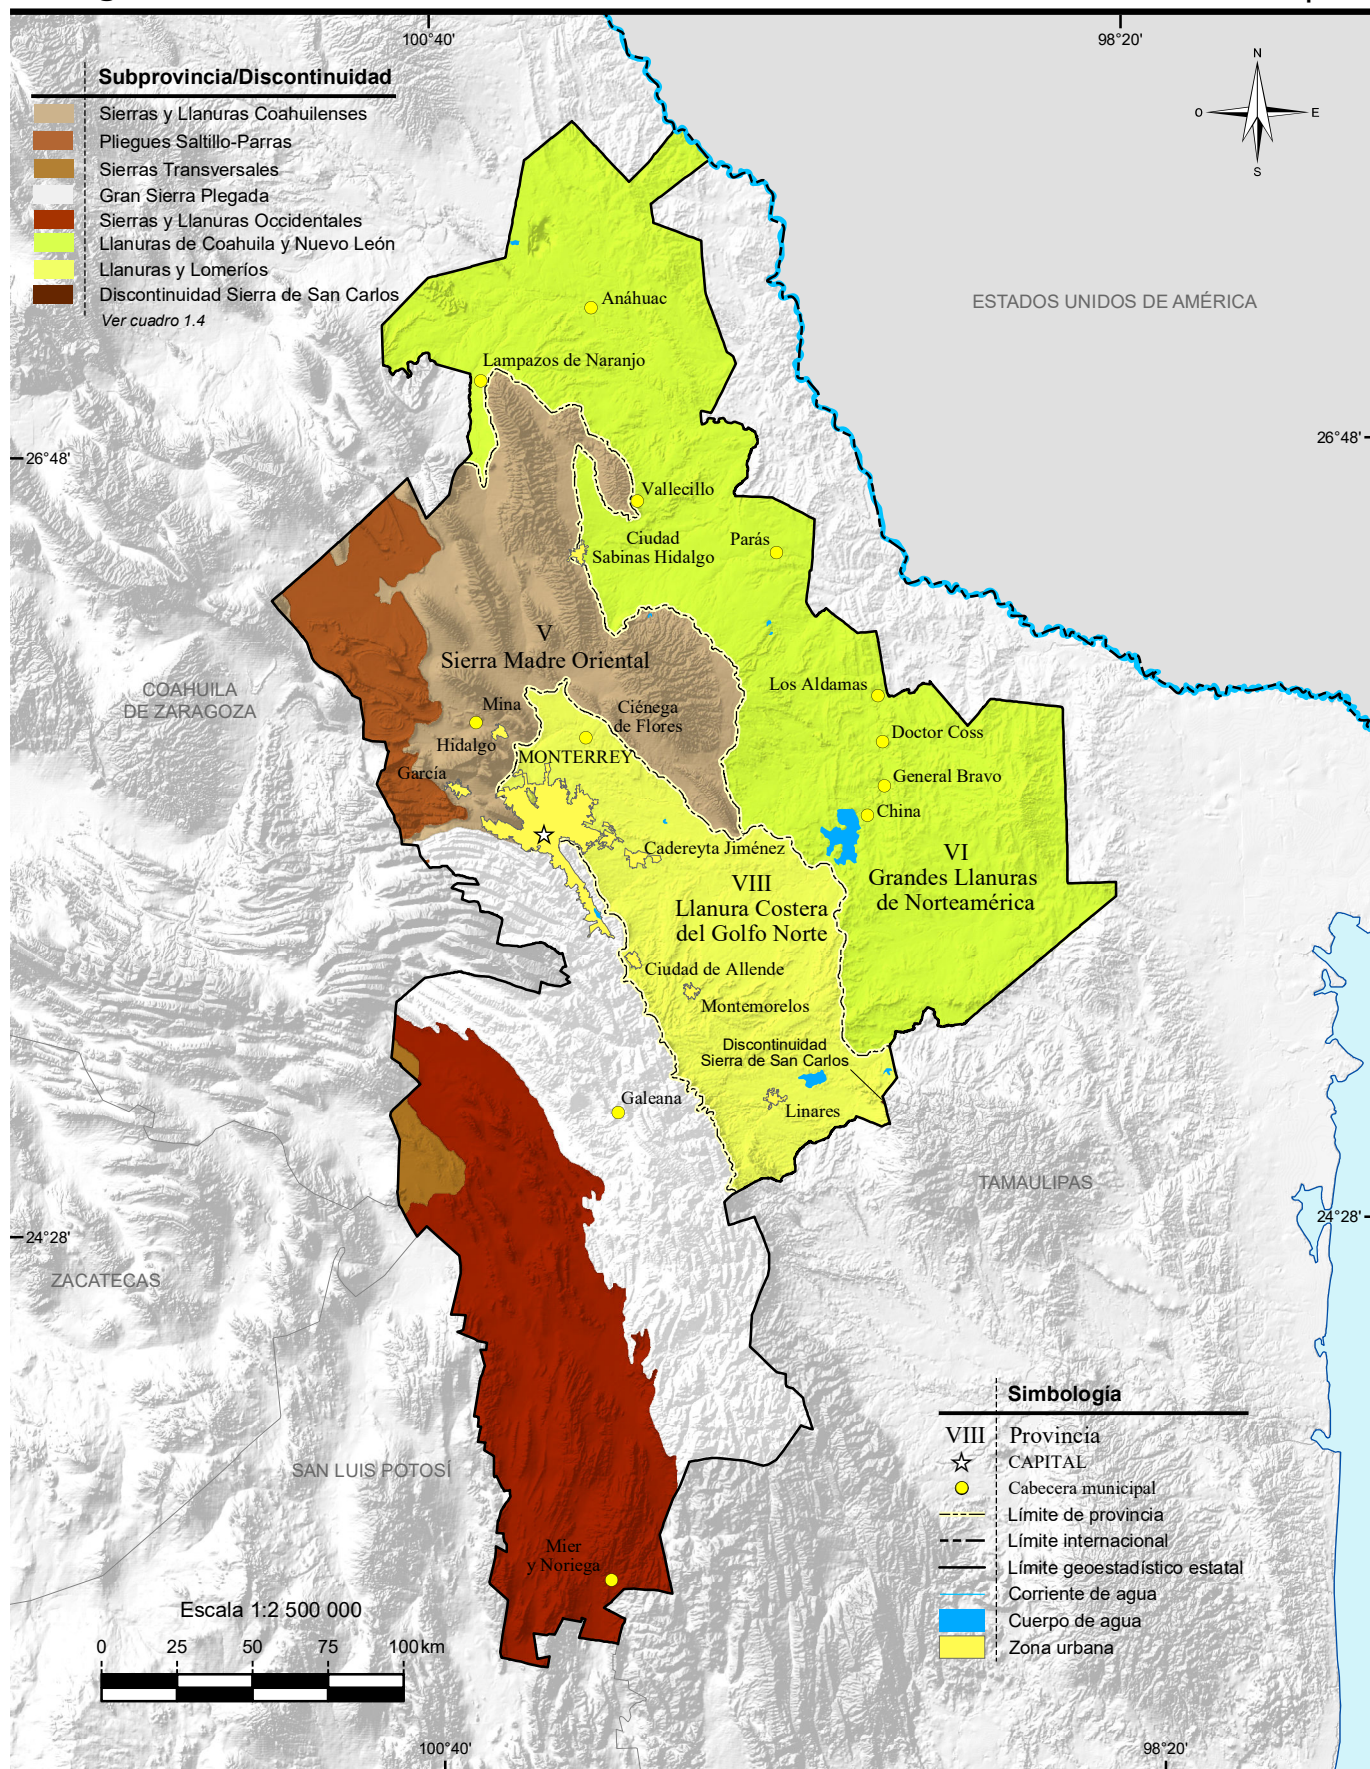 100°40'
98°20'
Subprovincia/Discontinuidad
Sierras y Llanuras Coahuilenses
Pliegues Saltillo-Parras
Sierras Transversales
Gran Sierra Plegada
Sierras y Llanuras Occidentales
Llanuras de Coahuila y Nuevo León
Llanuras y Lomeríos
Discontinuidad Sierra de San Carlos
Ver cuadro 1.4
N
O
E
S
ESTADOS UNIDOS DE AMÉRICA
Anáhuac
Lampazos de Naranjo
26°48'
26°48'
Vallecillo
Ciudad
Sabinas Hidalgo
Parás
V
Sierra Madre Oriental
COAHUILA
DE ZARAGOZA
Los Aldamas
Mina
Ciénega
de Flores
Hidalgo
Doctor Coss
MONTERREY
García
General Bravo
China
Cadereyta Jiménez
VI
Grandes Llanuras
de Norteamérica
VIII
Llanura Costera
del Golfo Norte
Ciudad de Allende
Montemorelos
Discontinuidad
Sierra de San Carlos
Galeana
Linares
TAMAULIPAS
24°28'
24°28'
ZACATECAS
SAN LUIS POTOSÍ
Mier
y Noriega
Simbología
VIII Provincia
CAPITAL
Cabecera municipal
Límite de provincia
Límite internacional
Límite geoestadístico estatal
Corriente de agua
Cuerpo de agua
Zona urbana
Escala 1:2 500 000
0 25 50 75 100 km
100°40'
98°20'